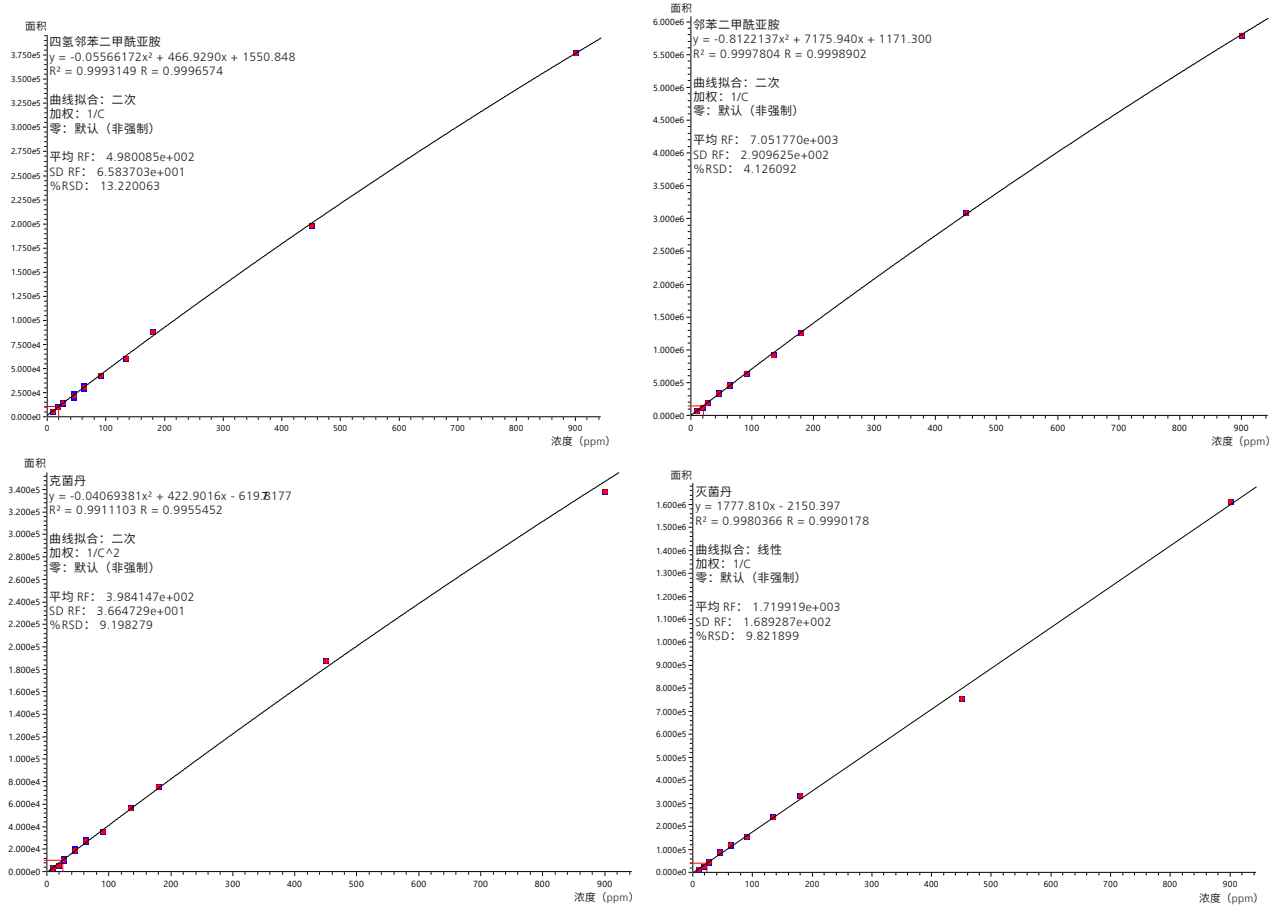 面积
四氢邻苯二甲酰亚胺
y = -0.05566172x² + 466.9290x + 1550.848
R² = 0.9993149 R = 0.9996574
曲线拟合：二次
加权：1/C
零：默认（非强制）
平均 RF： 4.980085e+002
SD RF： 6.583703e+001
%RSD： 13.220063
3.750e5
3.500e5
3.250e5
3.000e5
2.750e5
2.500e5
2.250e5
2.000e5
1.750e5
1.500e5
1.250e5
1.000e5
7.500e4
5.000e4
2.500e4
0.000e0
0 100 200 300 400 500 600 700 800 900
浓度（ppm）
面积
邻苯二甲酰亚胺
y = -0.8122137x² + 7175.940x + 1171.300
R² = 0.9997804 R = 0.9998902
曲线拟合：二次
加权：1/C
零：默认（非强制）
平均 RF： 7.051770e+003
SD RF： 2.909625e+002
%RSD： 4.126092
6.000e6
5.500e6
5.000e6
4.500e6
4.000e6
3.500e6
3.000e6
2.500e6
2.000e6
1.500e6
1.000e6
5.000e5
0.000e0
0 100 200 300 400 500 600 700 800 900
浓度（ppm）
面积
克菌丹
y = -0.04069381x² + 422.9016x - 619.8177
R² = 0.9911103 R = 0.9955452
曲线拟合：二次
加权：1/C^2
零：默认（非强制）
平均 RF： 3.984147e+002
SD RF： 3.664729e+001
%RSD： 9.198279
3.400e5
3.200e5
3.000e5
2.800e5
2.600e5
2.400e5
2.200e5
2.000e5
1.800e5
1.600e5
1.400e5
1.200e5
1.000e5
8.000e4
6.000e4
4.000e4
2.000e4
0.000e0
0 100 200 300 400 500 600 700 800 900
浓度（ppm）
面积
灭菌丹
y = 1777.810x - 2150.397
R² = 0.9980366 R = 0.9990178
曲线拟合：线性
加权：1/C
零：默认（非强制）
平均 RF： 1.719919e+003
SD RF： 1.689287e+002
%RSD： 9.821899
1.600e6
1.500e6
1.400e6
1.300e6
1.200e6
1.100e6
1.000e6
9.000e5
8.000e5
7.000e5
6.000e5
5.000e5
4.000e5
3.000e5
2.000e5
1.000e5
0.000e0
0 100 200 300 400 500 600 700 800 900
浓度（ppm）